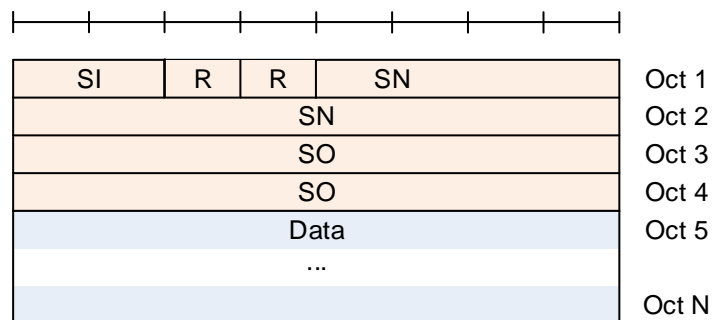 SI R R SN Oct 1
SN Oct 2
SO Oct 3
SO Oct 4
Data Oct 5
...
Oct N